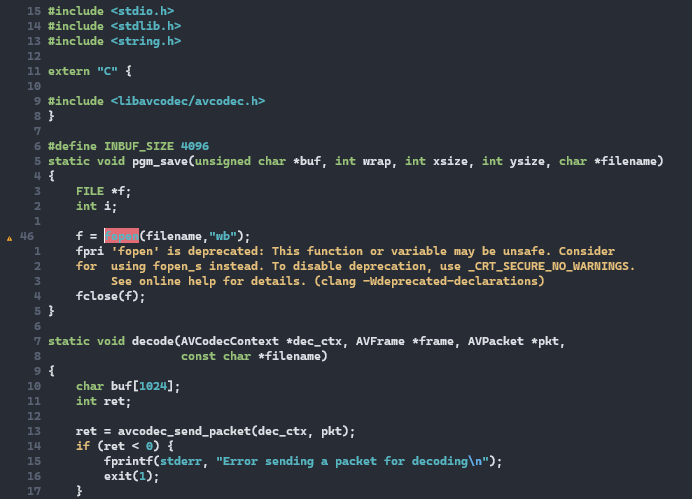 15 #include <stdio.h>
14 #include <stdlib.h>
13 #include <string.h>
12
11 extern "C" {
10
9 #include <libavcodec/avcodec.h>
8 }
7
6 #define INBUF_SIZE 4096
5 static void pgm_save(unsigned char *buf, int wrap, int xsize, int ysize, char *filename)
4 {
3     FILE *f;
2     int i;
1
46     f = fopen(filename,"wb");
1     fpri 'fopen' is deprecated: This function or variable may be unsafe. Consider
2     for  using fopen_s instead. To disable deprecation, use _CRT_SECURE_NO_WARNINGS.
3          See online help for details. (clang -Wdeprecated-declarations)
4     fclose(f);
5 }
6
7 static void decode(AVCodecContext *dec_ctx, AVFrame *frame, AVPacket *pkt,
8                    const char *filename)
9 {
10     char buf[1024];
11     int ret;
12
13     ret = avcodec_send_packet(dec_ctx, pkt);
14     if (ret < 0) {
15         fprintf(stderr, "Error sending a packet for decoding\n");
16         exit(1);
17     }